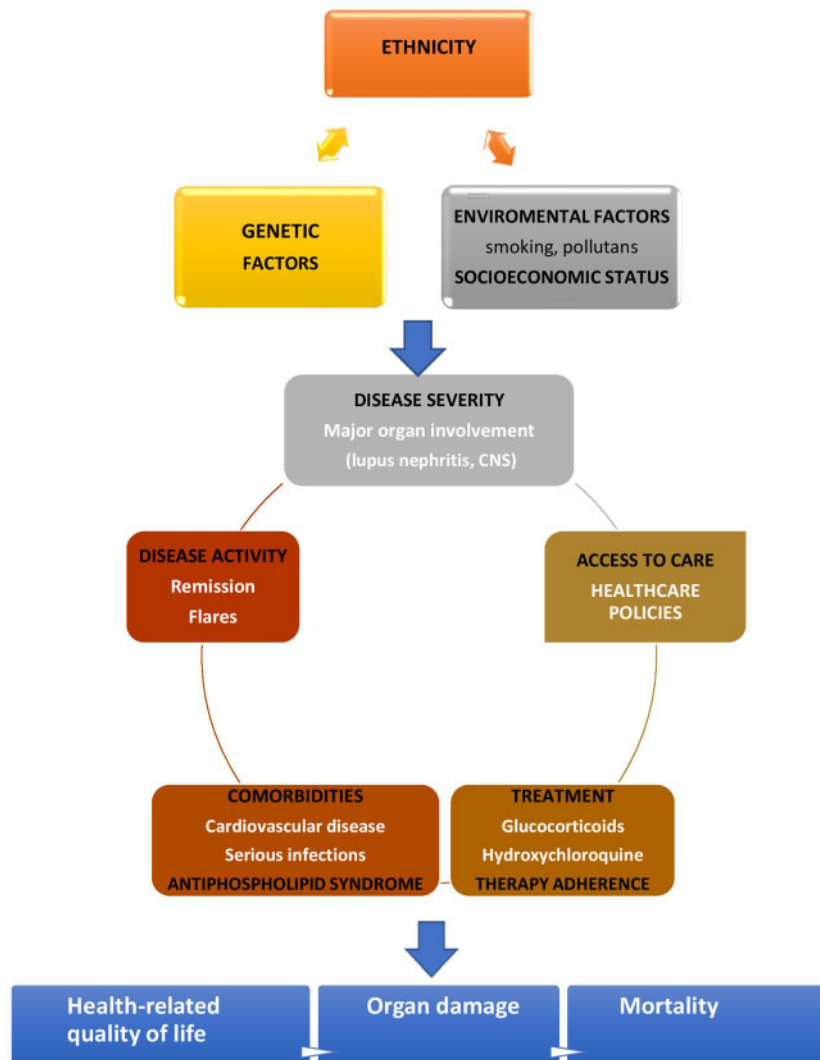 ETHNICITY
GENETIC
FACTORS
ENVIROMENTAL FACTORS
smoking, pollutans
SOCIOECONOMIC STATUS
DISEASE SEVERITY
Major organ involvement
(lupus nephritis, CNS)
DISEASE ACTIVITY
Remission
Flares
ACCESS TO CARE
HEALTHCARE
POLICIES
COMORBIDITIES
Cardiovascular disease
Serious infections
ANTIPHOSPHOLIPID SYNDROME
TREATMENT
Glucocorticoids
Hydroxychloroquine
THERAPY ADHERENCE
Health-related
quality of life
Organ damage
Mortality